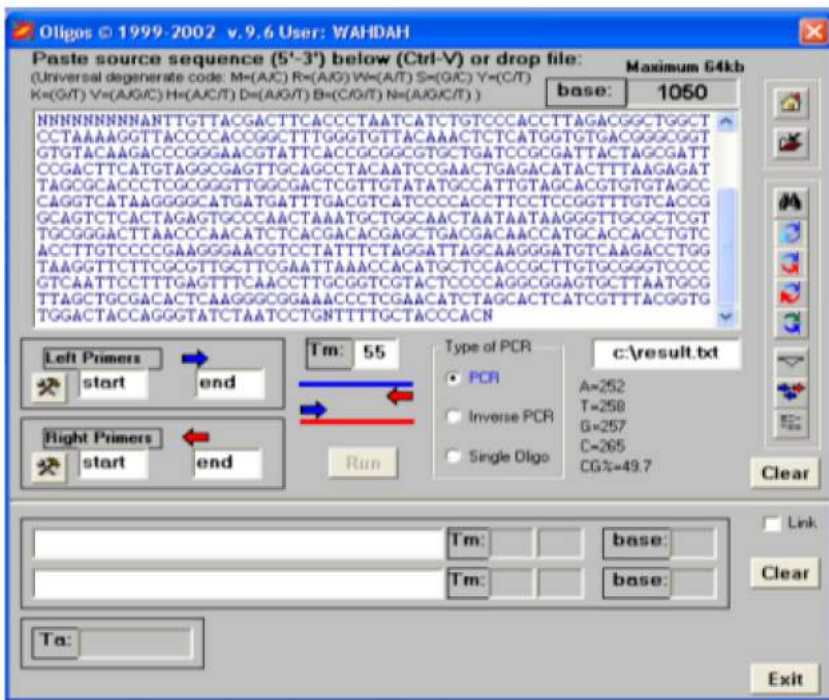 Oligos © 1999-2002 v.9.6 User: WAHDAH
Paste source sequence (5'-3') below (Ctrl-V) or drop file:
Maximum 64kb
(Universal degenerate code: M=(A/C) R=(A/G) W=(A/T) S=(G/C) Y=(C/T)
K=(G/T) V=(A/G/C) H=(A/C/T) D=(A/G/T) B=(C/G/T) N=(A/G/C/T) )
base: 1050
NNNNNNNNNNANTTGTTACGACTTCACCCTAATCATCTGTCCCACCTTAGACGGCTGGCT
CCTAAAAGGTTACCCCACCGGCTTTGGGTGTTACAAACTCTCATGGTGTGACGGGCGGT
GTGTACAAGACCCGGGAACGTATTCACCGCGGCGTGCTGATCCGCGATTACTAGCGATT
CCGACTTCATGTAGGCGAGTTGCAGCCTACAATCCGAACTGAGACATACTTTAAGAGAT
TAGCGCACCCTCGCGGGTTGGCGACTCGTTGTATATGCCATTGTAGCACGTGTGTAGCCC
CAGGTCATAAGGGGCATGATGATTTGACGTCATCCCCACCTTCCTCCGGTTTGTCACCG
GCAGTCTCACTAGAGTGCCCAACTAAATGCTGGCAACTAATAATAAGGGTTGCGCTCGT
TGCGGGACTTAACCCAACATCTCACGACACGAGCTGACGACAACCATGCACCACCTGTC
ACCTTGTCCCCGAAGGGAACGTCCTATTTCTAGGATTAGCAAGGGATGTCAAGACCTGG
TAAGGTTCTTCGCGTTGCTTCGAATTAAACCACATGCTCCACCGCTTGTGCGGGTCCCCG
GTCAATTCCTTTGAGTTTCAACCTTGCGGTCGTACTCCCCAGGCGGAGTGCTTAATGCG
TTAGCTGCGACACTCAAGGGCGGAAACCCTCGAACATCTAGCACTCATCGTTTACGGTG
TGGACTACCAGGGTATCTAATCCTGNTTTTGCTACCCACN
Left Primers
start end
Right Primers
start end
Tm: 55
Run
Type of PCR
PCR
Inverse PCR
Single Oligo
c:\result.txt
A=252
T=258
G=257
C=265
CG%=49.7
Clear
Link
Tm: base:
Clear
Tm: base:
Ta:
Exit